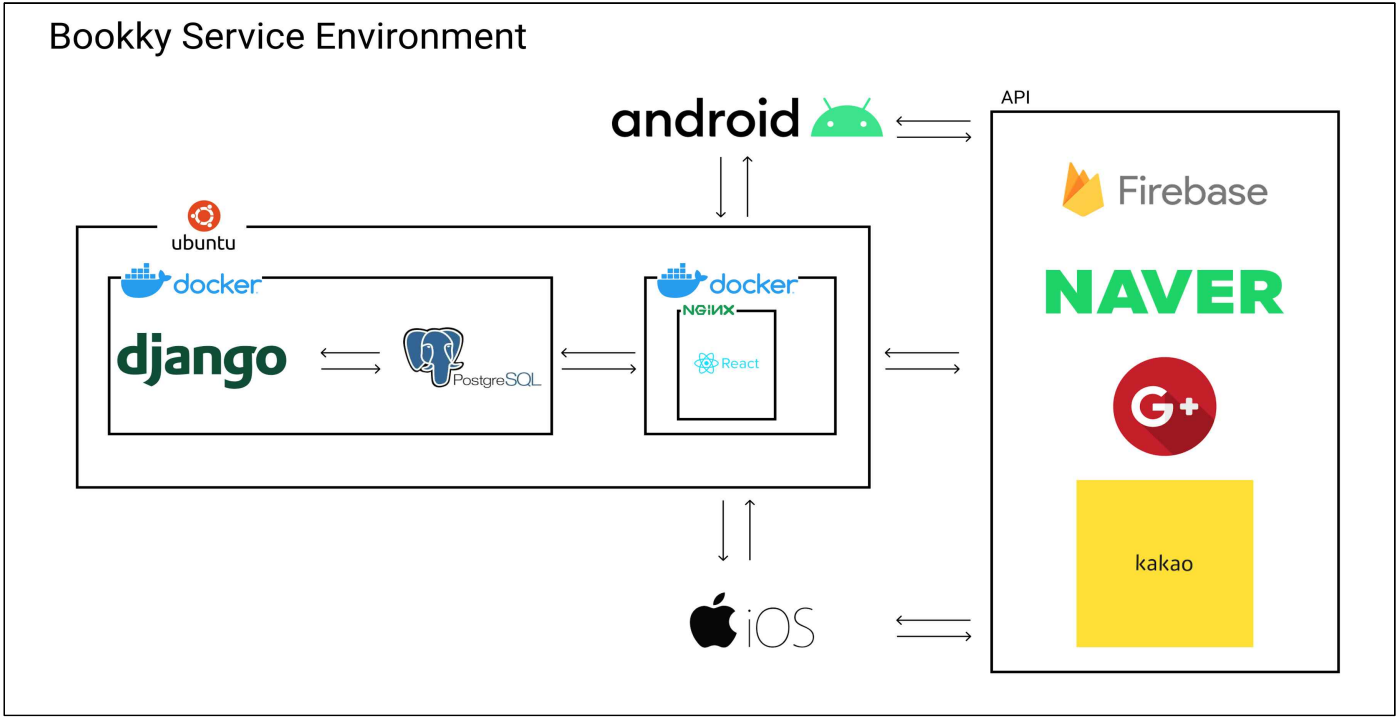 Bookky Service Environment
android
API
Firebase
ubuntu
docker
docker
NGINX
NAVER
django
PostgreSQL
React
G+
kakao
iOS